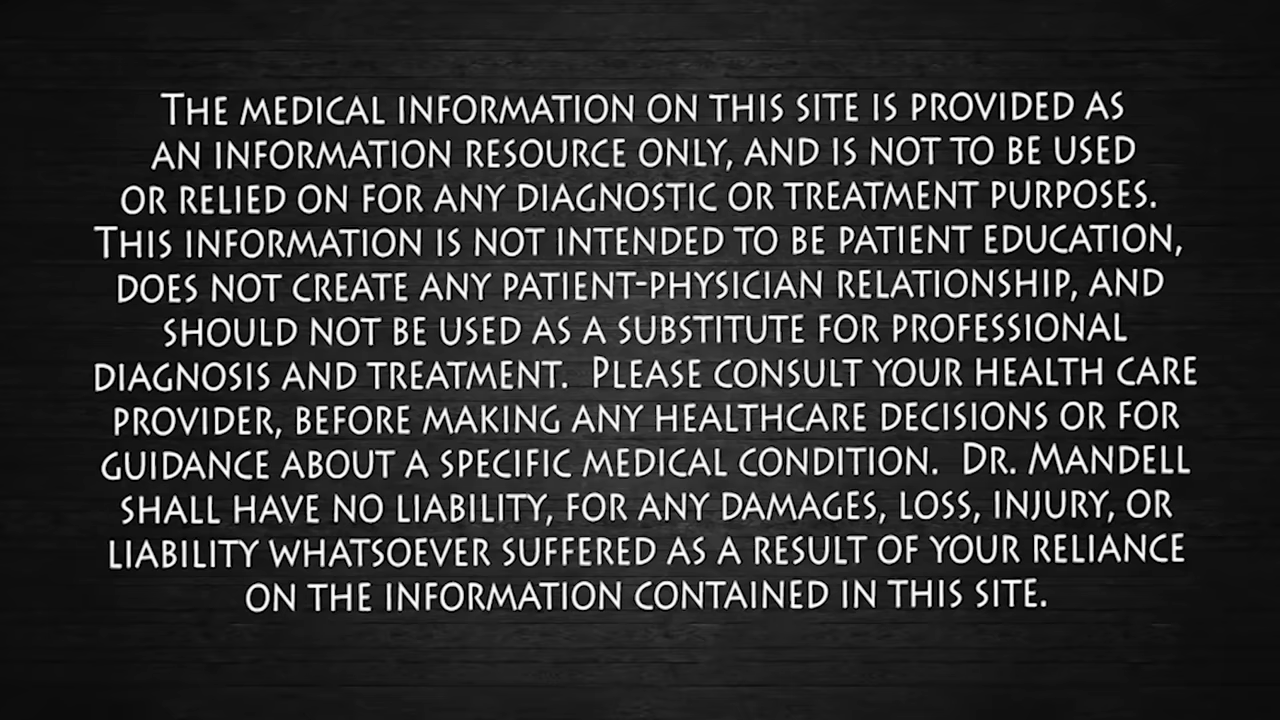 THE MEDICAL INFORMATION ON THIS SITE IS PROVIDED AS
AN INFORMATION RESOURCE ONLY, AND IS NOT TO BE USED
OR RELIED ON FOR ANY DIAGNOSTIC OR TREATMENT PURPOSES.
THIS INFORMATION IS NOT INTENDED TO BE PATIENT EDUCATION,
DOES NOT CREATE ANY PATIENT-PHYSICIAN RELATIONSHIP, AND
SHOULD NOT BE USED AS A SUBSTITUTE FOR PROFESSIONAL
DIAGNOSIS AND TREATMENT.  PLEASE CONSULT YOUR HEALTH CARE
PROVIDER, BEFORE MAKING ANY HEALTHCARE DECISIONS OR FOR
GUIDANCE ABOUT A SPECIFIC MEDICAL CONDITION.  DR. MANDELL
SHALL HAVE NO LIABILITY, FOR ANY DAMAGES, LOSS, INJURY, OR
LIABILITY WHATSOEVER SUFFERED AS A RESULT OF YOUR RELIANCE
ON THE INFORMATION CONTAINED IN THIS SITE.